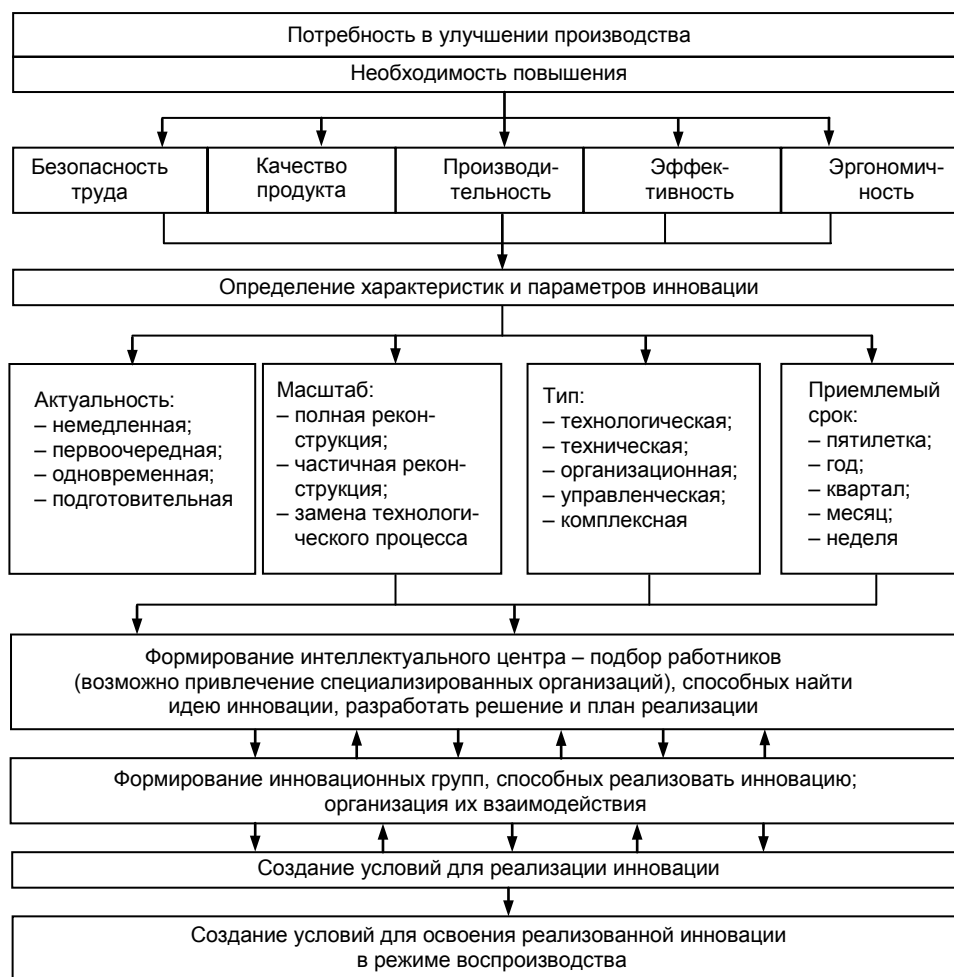 Потребность в улучшении производства
Необходимость повышения
Безопасность
труда
Качество
продукта
Производи-
тельность
Эффек-
тивность
Эргономич-
ность
Определение характеристик и параметров инновации
Актуальность:
– немедленная;
– первоочередная;
– одновременная;
– подготовительная
Масштаб:
– полная рекон-
струкция;
– частичная рекон-
струкция;
– замена технологи-
ческого процесса
Тип:
– технологическая;
– техническая;
– организационная;
– управленческая;
– комплексная
Приемлемый
срок:
– пятилетка;
– год;
– квартал;
– месяц;
– неделя
Формирование интеллектуального центра – подбор работников
(возможно привлечение специализированных организаций), способных найти
идею инновации, разработать решение и план реализации
Формирование инновационных групп, способных реализовать инновацию;
организация их взаимодействия
Создание условий для реализации инновации
Создание условий для освоения реализованной инновации
в режиме воспроизводства